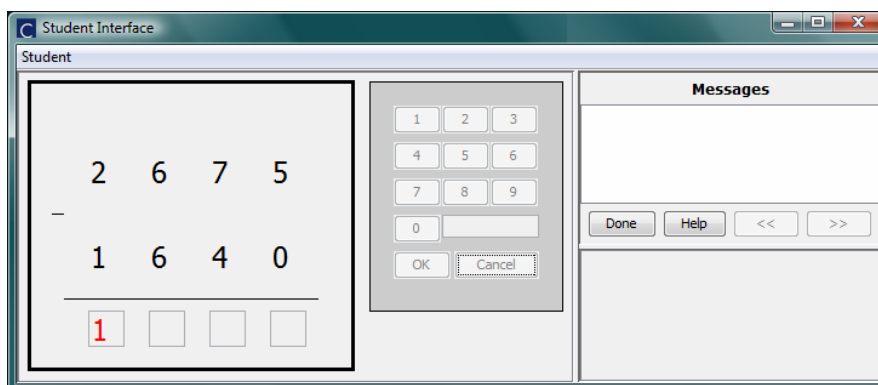 C Student Interface
Student
2 6 7 5
–
1 6 4 0
1
1 2 3
4 5 6
7 8 9
0
OK Cancel
Messages
Done Help << >>